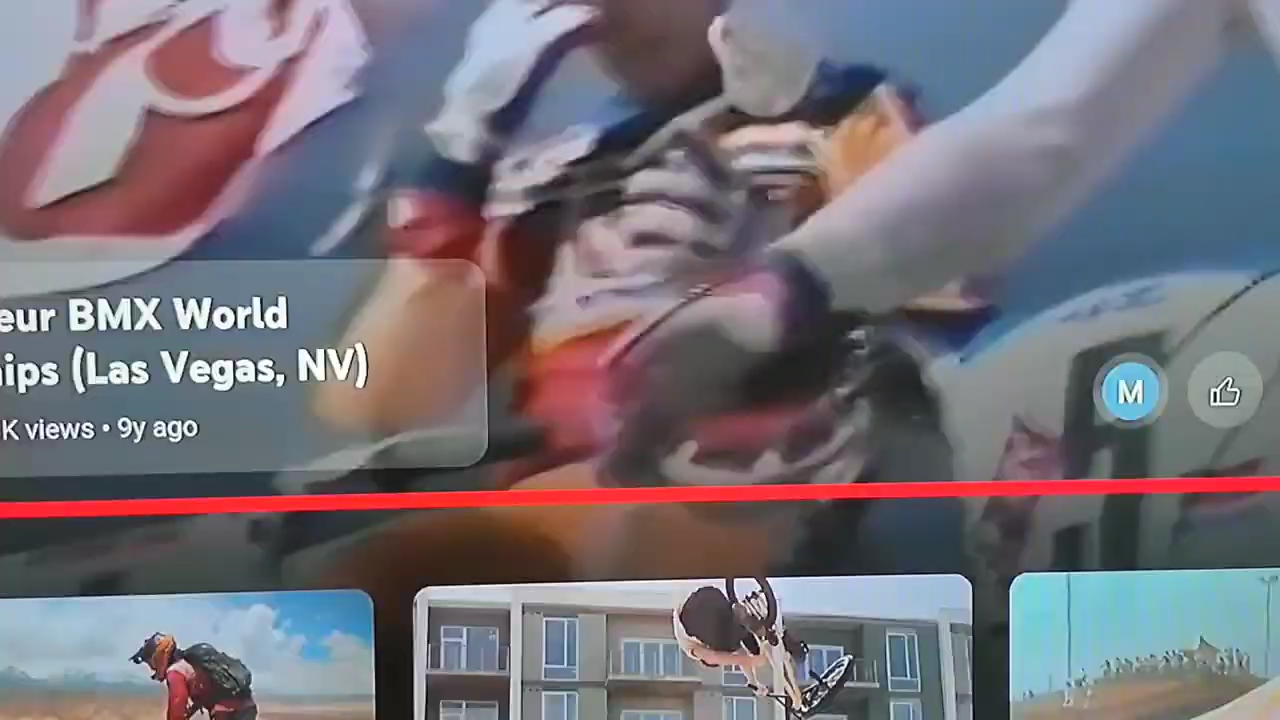 eur BMX World
ips (Las Vegas, NV)
K views • 9y ago
M